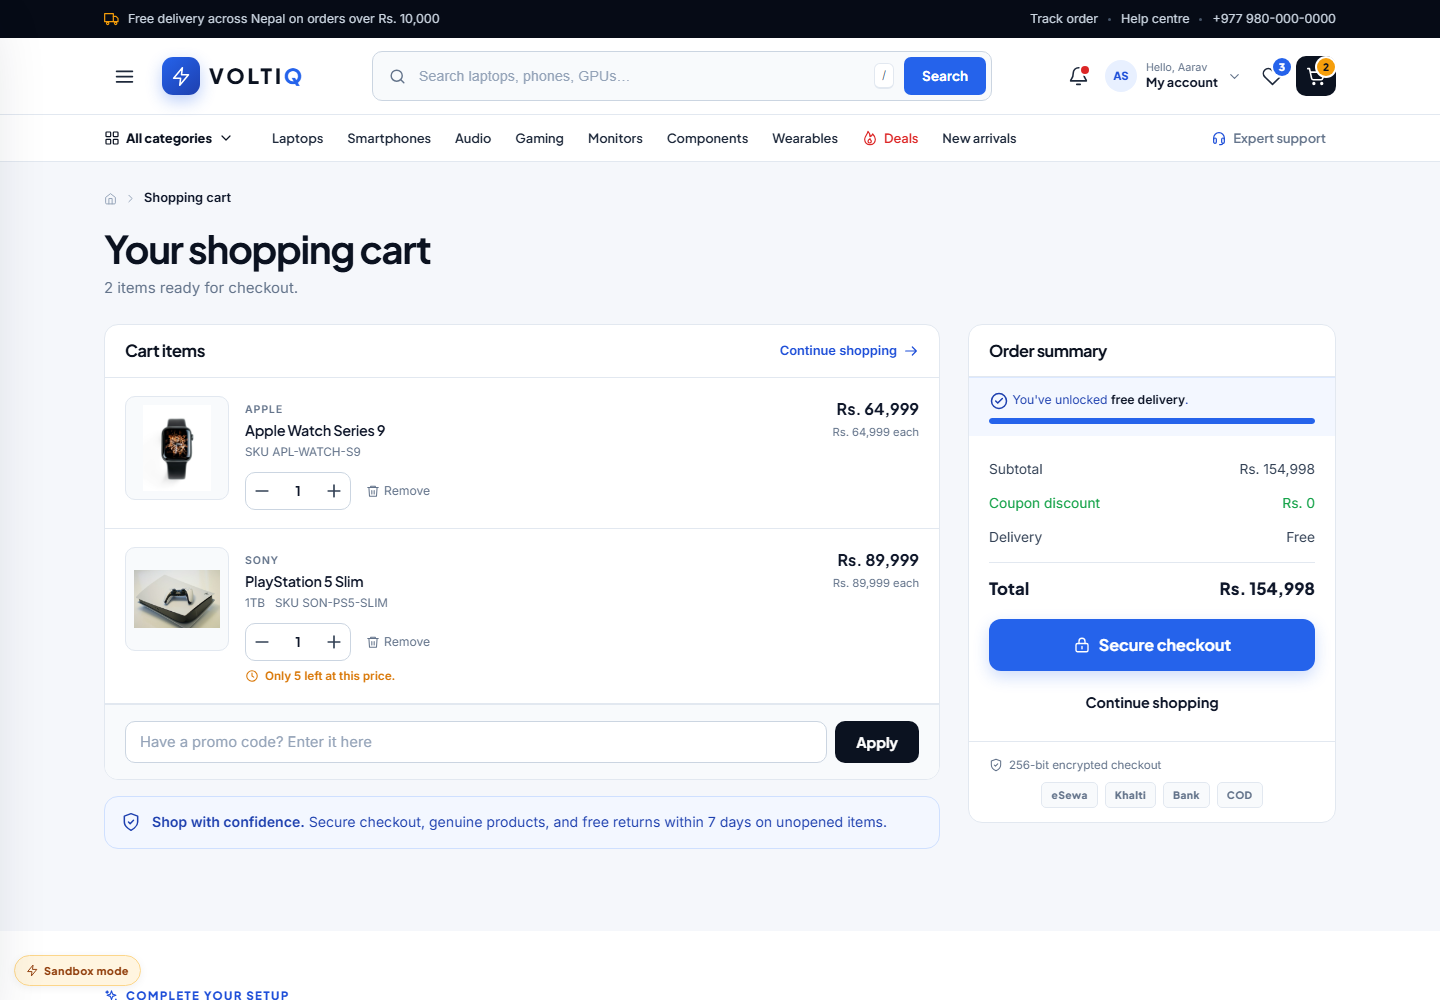 Free delivery across Nepal on orders over Rs. 10,000
Track order • Help centre • +977 980-000-0000
VOLTIQ
Search laptops, phones, GPUs...
/
Search
AS
Hello, Aarav
My account
3
2
All categories
Laptops
Smartphones
Audio
Gaming
Monitors
Components
Wearables
Deals
New arrivals
Expert support
Shopping cart
Your shopping cart
2 items ready for checkout.
Cart items
Continue shopping
APPLE
Apple Watch Series 9
SKU APL-WATCH-S9
1
Remove
Rs. 64,999
Rs. 64,999 each
SONY
PlayStation 5 Slim
1TB SKU SON-PS5-SLIM
1
Remove
Only 5 left at this price.
Rs. 89,999
Rs. 89,999 each
Have a promo code? Enter it here
Apply
Shop with confidence. Secure checkout, genuine products, and free returns within 7 days on unopened items.
Order summary
You've unlocked free delivery.
Subtotal Rs. 154,998
Coupon discount Rs. 0
Delivery Free
Total Rs. 154,998
Secure checkout
Continue shopping
256-bit encrypted checkout
eSewa
Khalti
Bank
COD
Sandbox mode
COMPLETE YOUR SETUP